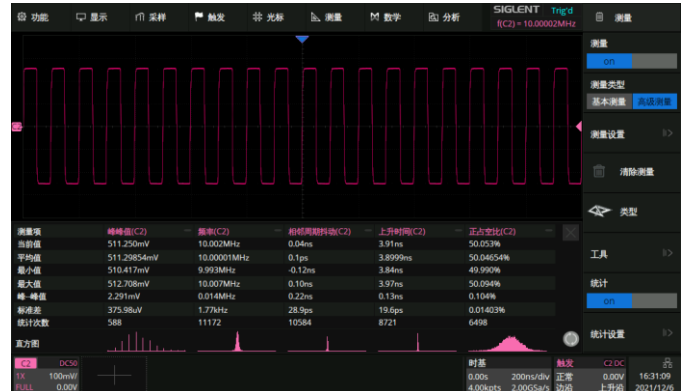 功能 显示 采样 触发 光标 测量 数学 分析 SIGLENT Trig'd
f(C2) = 10.00002MHz
测量
测量
on
测量类型
基本测量 高级测量
测量设置
清除测量
类型
工具
统计
on
统计设置
C2
测量项 峰峰值(C2) 频率(C2) 相邻周期抖动(C2) 上升时间(C2) 正占空比(C2)
当前值 511.250mV 10.002MHz 0.04ns 3.91ns 50.053%
平均值 511.29854mV 10.00001MHz 0.1ps 3.8999ns 50.04654%
最小值 510.417mV 9.993MHz -0.12ns 3.84ns 49.990%
最大值 512.708mV 10.007MHz 0.10ns 3.97ns 50.094%
峰--峰值 2.291mV 0.014MHz 0.22ns 0.13ns 0.104%
标准差 375.98uV 1.77kHz 28.9ps 19.6ps 0.01403%
统计次数 588 11172 10584 8721 6498
直方图
C2 DC50
1X 100mV/
FULL 0.00V
时基
0.00s 200ns/div
4.00kpts 2.00GSa/s
触发 C2 DC
正常 0.00V
边沿 上升沿
16:31:09
2021/12/6